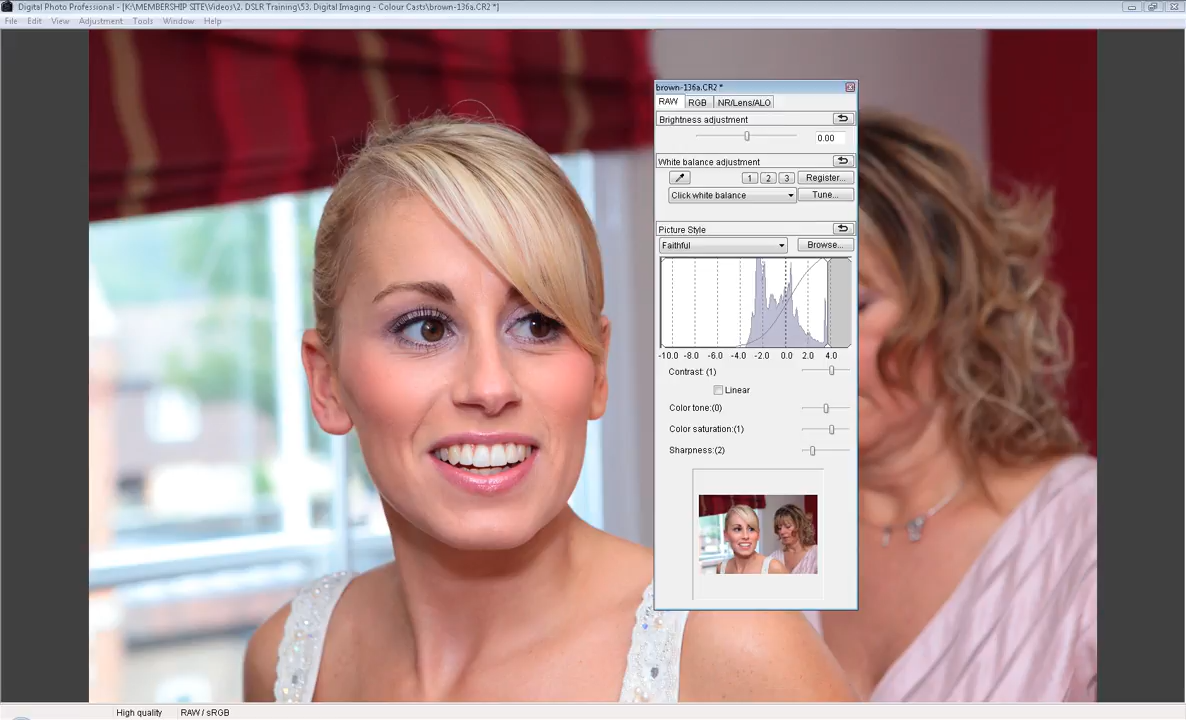 Digital Photo Professional - [K:\MEMBERSHIP SITE\Videos\2. DSLR Training\53. Digital Imaging - Colour Casts\brown-136a.CR2 *]
File Edit View Adjustment Tools Window Help
brown-136a.CR2 *
RAW RGB NR/Lens/ALO
Brightness adjustment
0.00
White balance adjustment
1 2 3 Register...
Click white balance Tune...
Picture Style
Faithful Browse...
-10.0 -8.0 -6.0 -4.0 -2.0 0.0 2.0 4.0
Contrast: (1)
Linear
Color tone:(0)
Color saturation:(1)
Sharpness:(2)
High quality RAW / sRGB